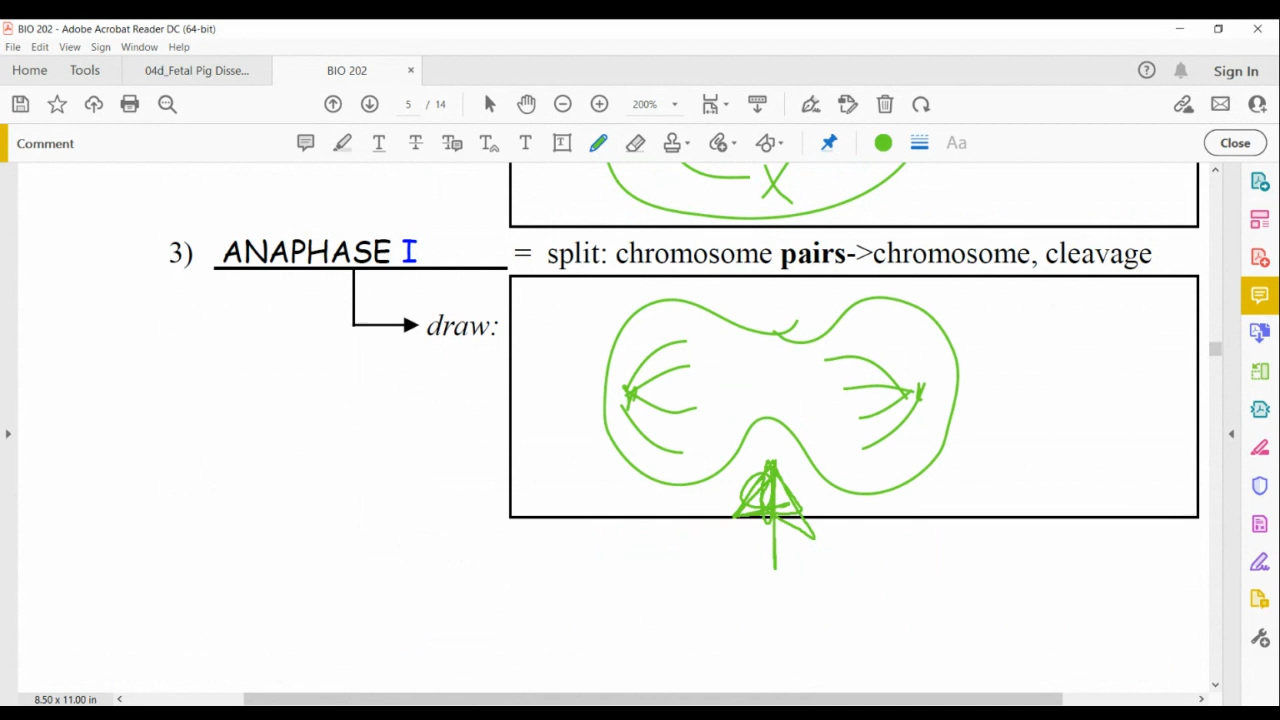 BIO 202 - Adobe Acrobat Reader DC (64-bit)
File Edit View Sign Window Help
Home Tools 04d_Fetal Pig Disse... BIO 202 × Sign In
5 / 14 200%
Comment Close
3) ANAPHASE I = split: chromosome pairs->chromosome, cleavage
draw:
8.50 x 11.00 in